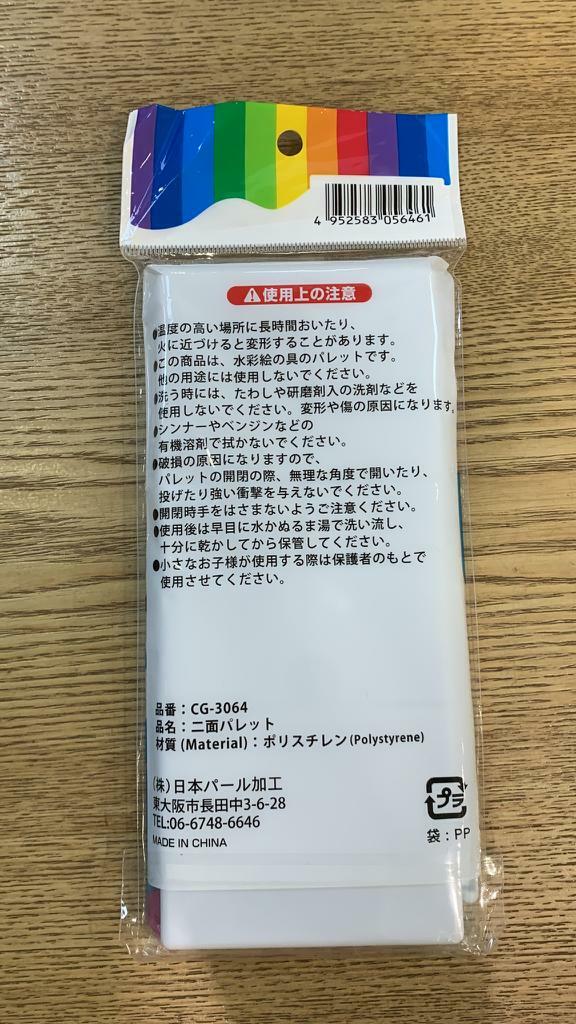 4 952583 056461
使用上の注意
●温度の高い場所に長時間おいたり、
火に近づけると変形することがあります。
●この商品は、水彩絵の具のパレットです。
他の用途には使用しないでください。
●洗う時には、たわしや研磨剤入の洗剤などを
使用しないでください。変形や傷の原因になります。
●シンナーやベンジンなどの
有機溶剤で拭かないでください。
●破損の原因になりますので、
パレットの開閉の際、無理な角度で開いたり、
投げたり強い衝撃を与えないでください。
●開閉時手をはさまないようご注意ください。
●使用後は早目に水かぬるま湯で洗い流し、
十分に乾かしてから保管してください。
●小さなお子様が使用する際は保護者のもとで
使用させてください。
品番：CG-3064
品名：二面パレット
材質 (Material)：ポリスチレン(Polystyrene)
(株)日本パール加工
東大阪市長田中3-6-28
TEL:06-6748-6646
MADE IN CHINA
プラ
袋：PP